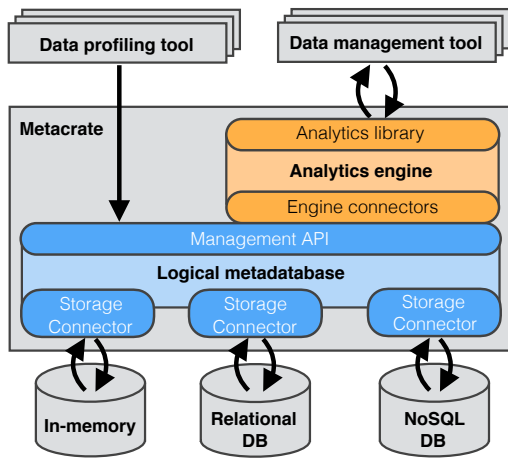 Data profiling tool
Data management tool
Metacrate
Analytics library
Analytics engine
Engine connectors
Management API
Logical metadatabase
Storage
Connector
Storage
Connector
Storage
Connector
In-memory
Relational
DB
NoSQL
DB